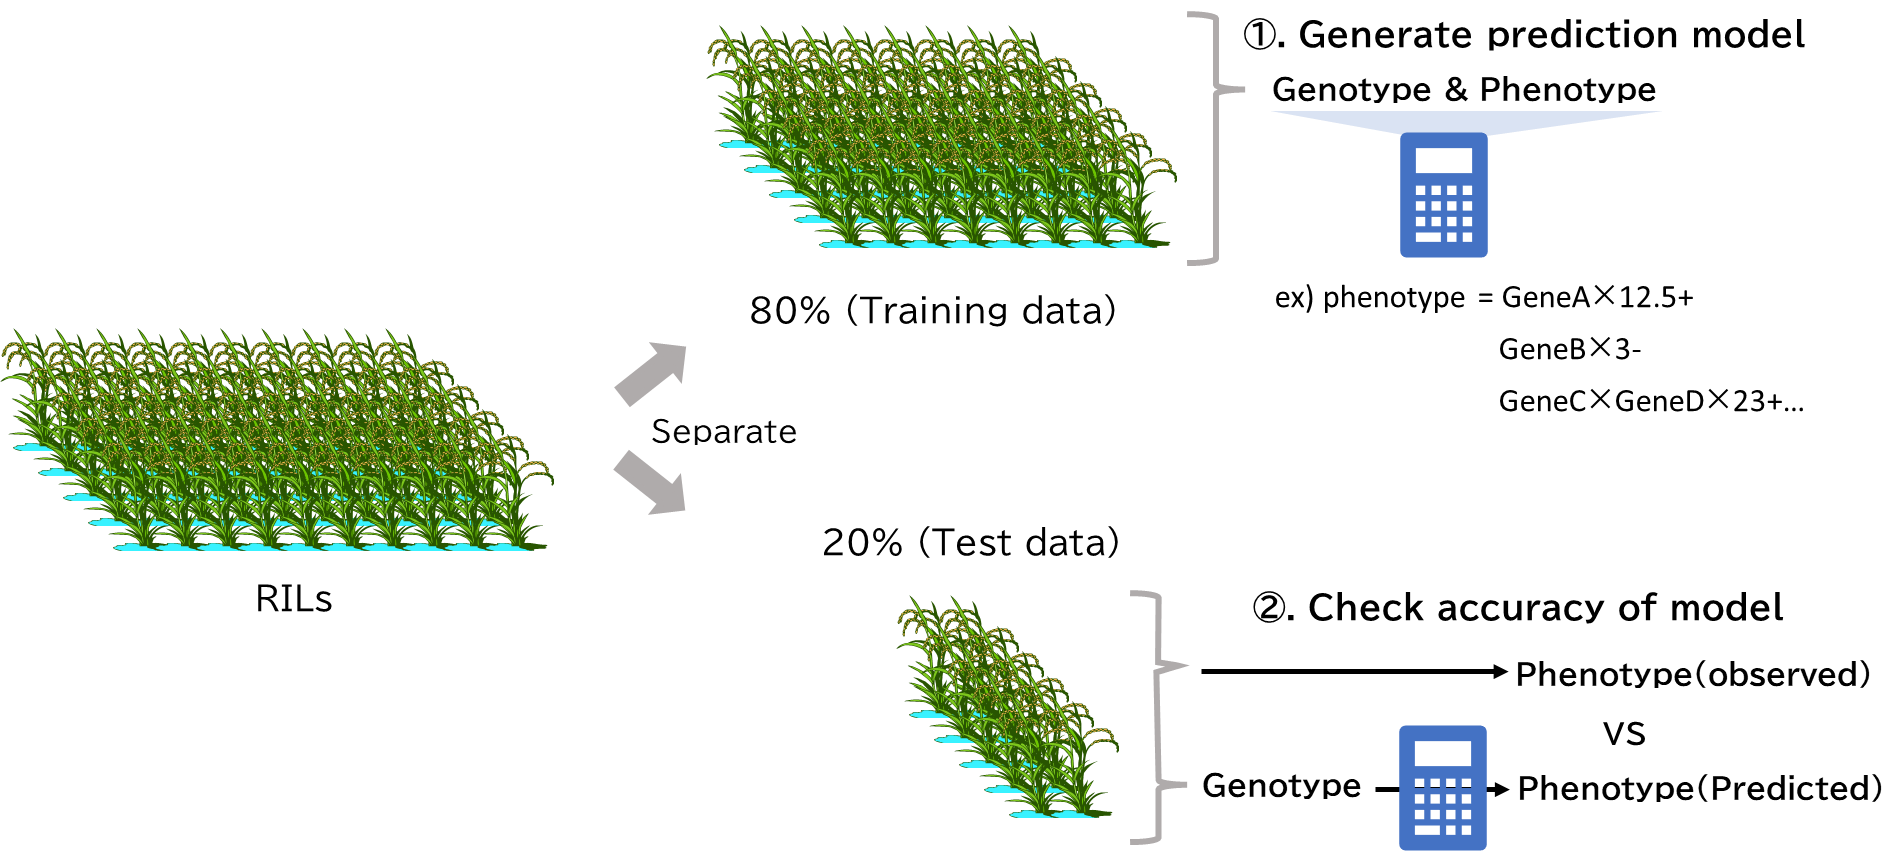 ①. Generate prediction model
Genotype & Phenotype
80% (Training data)
ex) phenotype = GeneA×12.5+
GeneB×3-
GeneC×GeneD×23+...
Separate
RILs
20% (Test data)
②. Check accuracy of model
Phenotype(observed)
VS
Genotype
Phenotype(Predicted)